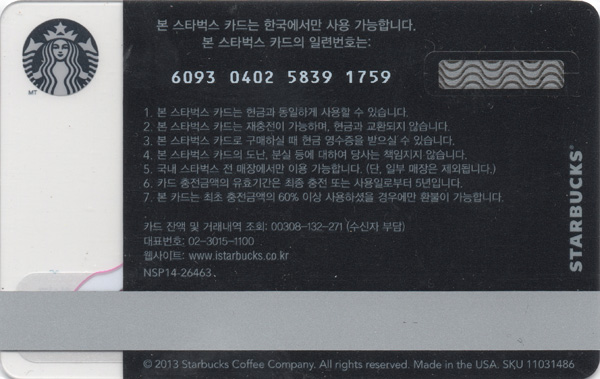 본 스타벅스 카드는 한국에서만 사용 가능합니다.
본 스타벅스 카드의 일련번호는:
6093 0402 5839 1759
1. 본 스타벅스 카드는 현금과 동일하게 사용할 수 있습니다.
2. 본 스타벅스 카드는 재충전이 가능하며, 현금과 교환되지 않습니다.
3. 본 스타벅스 카드로 구매하실 때 현금 영수증을 받으실 수 있습니다.
4. 본 스타벅스 카드의 도난, 분실 등에 대하여 당사는 책임지지 않습니다.
5. 국내 스타벅스 전 매장에서만 이용 가능합니다. (단, 일부 매장은 제외됩니다.)
6. 카드 충전금액의 유효기간은 최종 충전 또는 사용일로부터 5년입니다.
7. 본 카드는 최초 충전금액의 60% 이상 사용하셨을 경우에만 환불이 가능합니다.
카드 잔액 및 거래내역 조회: 00308-132-271 (수신자 부담)
대표번호: 02-3015-1100
웹사이트: www.istarbucks.co.kr
NSP14-26463.
STARBUCKS®
MT
© 2013 Starbucks Coffee Company. All rights reserved. Made in the USA. SKU 11031486